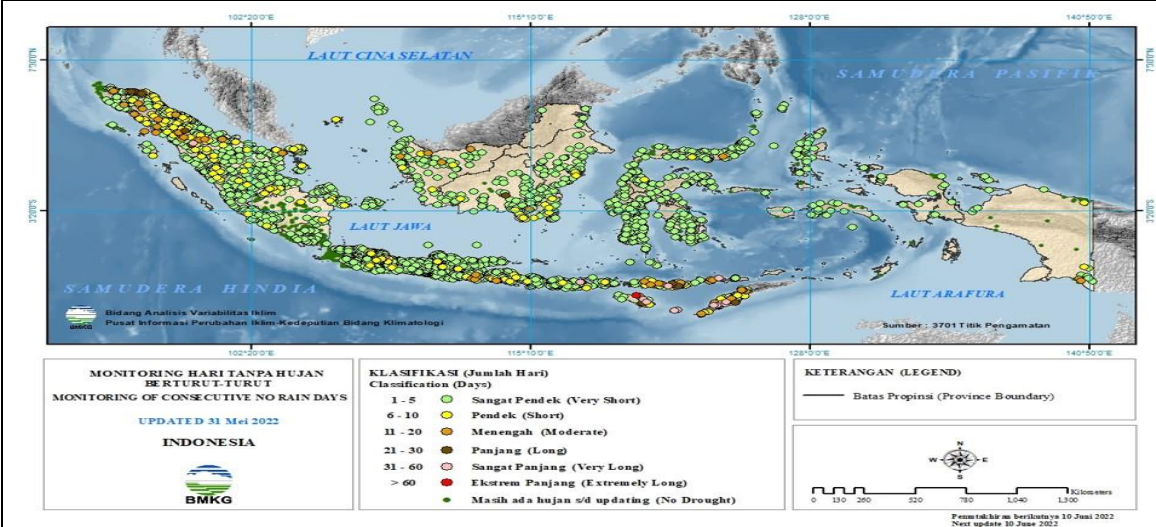 102°20'0"E 115°10'0"E 128°0'0"E 140°50'0"E
LAUT CINA SELATAN
SAMUDERA PASIFIK
7°30'0"N 7°30'0"N
3°20'0"S 3°20'0"S
LAUT JAWA
SAMUDERA HINDIA
LAUT ARAFURA
BMKG
Bidang Analisis Variabilitas Iklim
Pusat Informasi Perubahan Iklim-Kedeputian Bidang Klimatologi
Sumber : 3701 Titik Pengamatan
102°20'0"E 115°10'0"E 128°0'0"E 140°50'0"E
MONITORING HARI TANPA HUJAN
BERTURUT-TURUT
MONITORING OF CONSECUTIVE NO RAIN DAYS
UPDATED 31 Mei 2022
INDONESIA
BMKG
KLASIFIKASI (Jumlah Hari)
Classification (Days)
1 - 5 Sangat Pendek (Very Short)
6 - 10 Pendek (Short)
11 - 20 Menengah (Moderate)
21 - 30 Panjang (Long)
31 - 60 Sangat Panjang (Very Long)
> 60 Ekstrem Panjang (Extremely Long)
Masih ada hujan s/d updating (No Drought)
KETERANGAN (LEGEND)
Batas Propinsi (Province Boundary)
N
W E
S
0 130 260 520 780 1,040 1,300 Kilometers
Pemutakhiran berikutnya 10 Juni 2022
Next update 10 June 2022